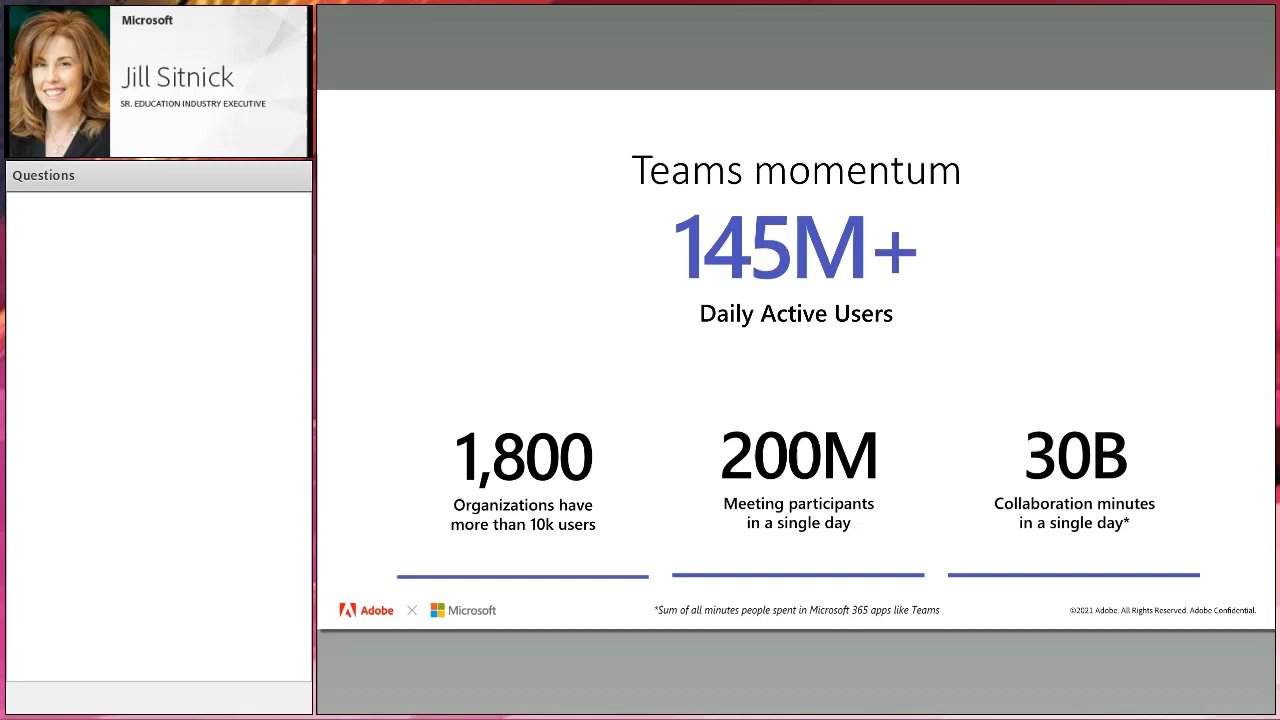 Microsoft
Jill Sitnick
SR. EDUCATION INDUSTRY EXECUTIVE
Questions
Teams momentum
145M+
Daily Active Users
1,800
Organizations have
more than 10k users
200M
Meeting participants
in a single day
30B
Collaboration minutes
in a single day*
Adobe × Microsoft
*Sum of all minutes people spent in Microsoft 365 apps like Teams
©2021 Adobe. All Rights Reserved. Adobe Confidential.